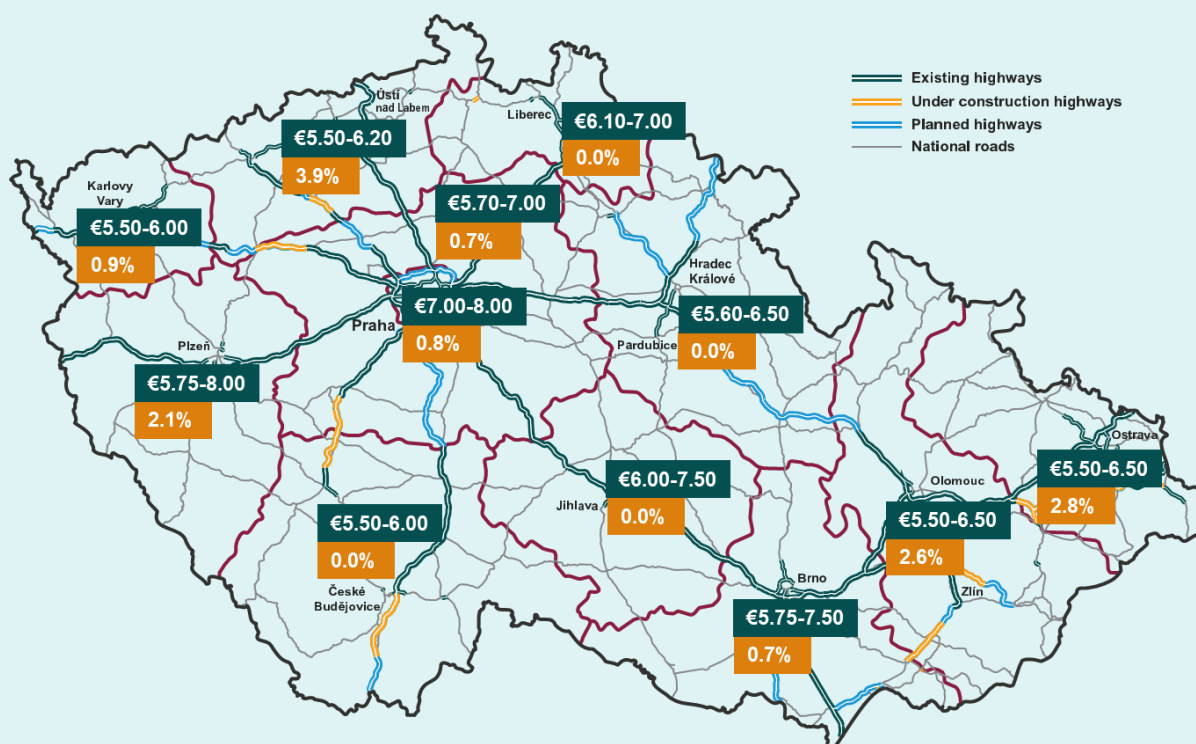 Existing highways
Under construction highways
Planned highways
National roads
Ústí
nad Labem
Liberec
€6.10-7.00
0.0%
€5.50-6.20
3.9%
Karlovy
Vary
€5.50-6.00
0.9%
€5.70-7.00
0.7%
Hradec
Králové
€7.00-8.00
0.8%
Praha
€5.60-6.50
0.0%
Pardubice
Plzeň
€5.75-8.00
2.1%
Ostrava
€5.50-6.50
2.8%
€6.00-7.50
0.0%
Jihlava
Olomouc
€5.50-6.50
2.6%
€5.50-6.00
0.0%
České
Budějovice
Brno
Zlín
€5.75-7.50
0.7%